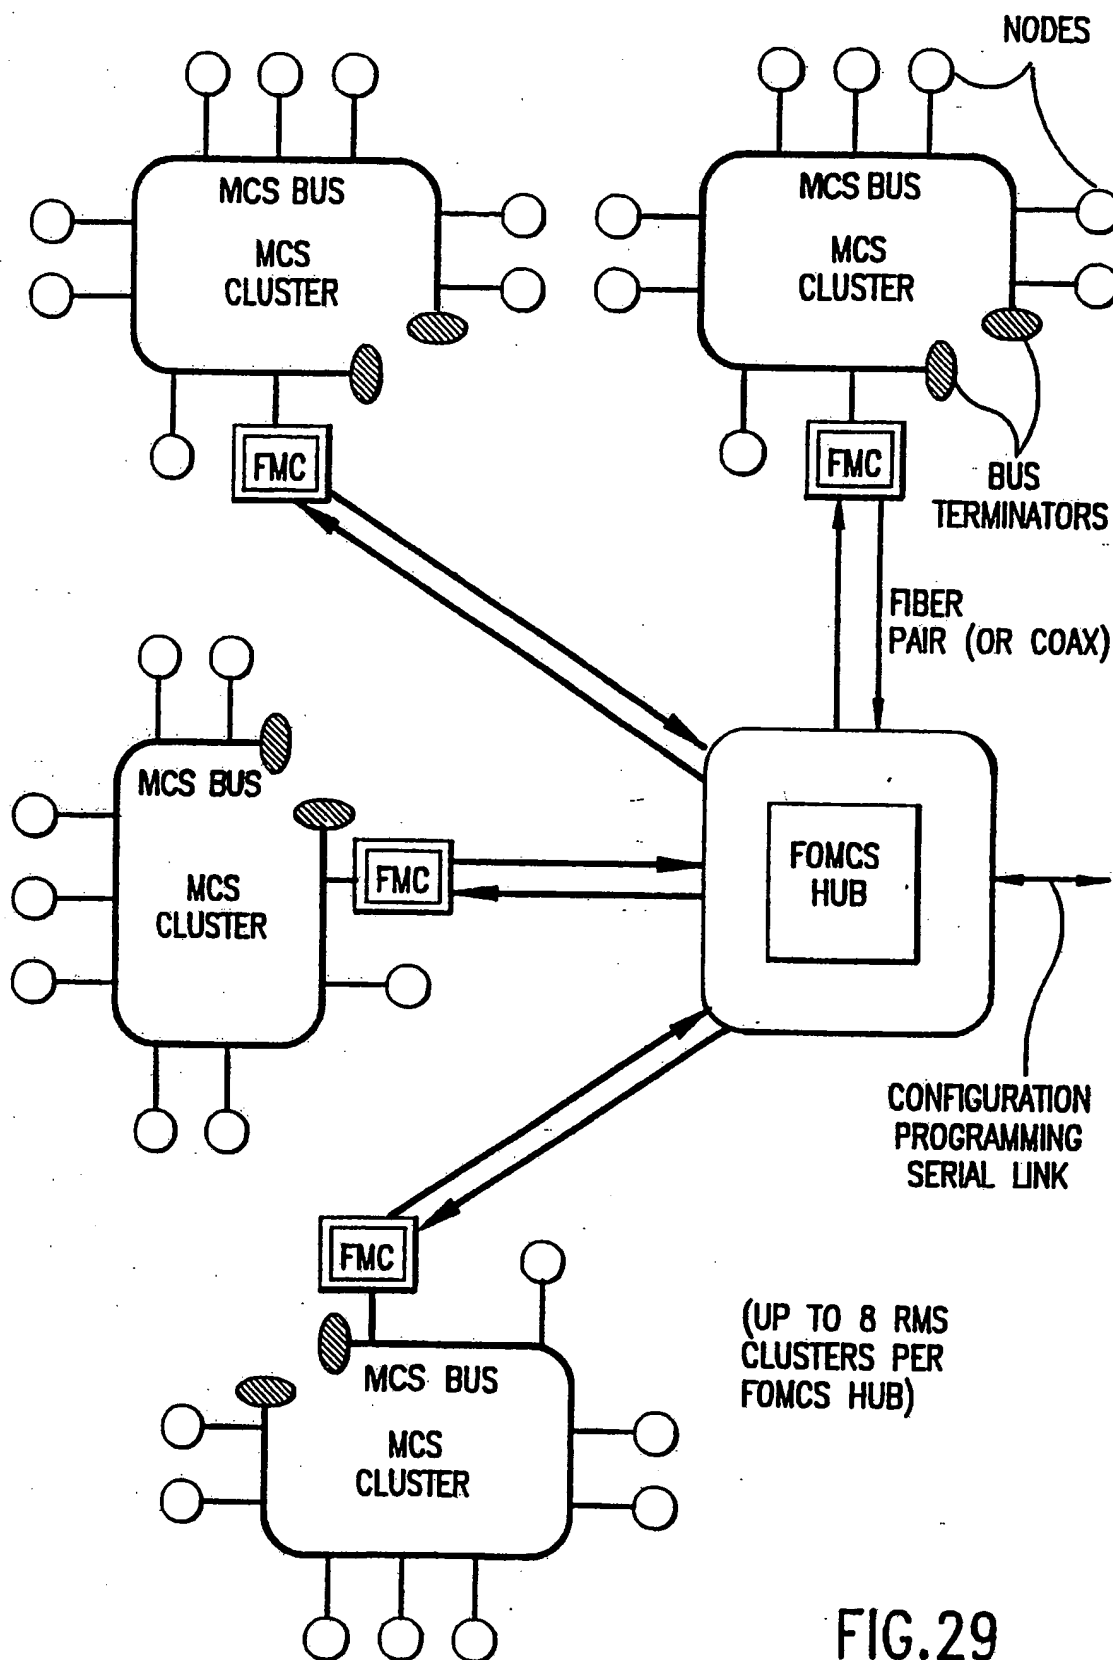 NODES
MCS BUS
MCS
CLUSTER
MCS BUS
MCS
CLUSTER
FMC
FMC
BUS
TERMINATORS
FIBER
PAIR (OR COAX)
MCS BUS
MCS
CLUSTER
FMC
FOMCS
HUB
CONFIGURATION
PROGRAMMING
SERIAL LINK
FMC
(UP TO 8 RMS
CLUSTERS PER
FOMCS HUB)
MCS BUS
MCS
CLUSTER
FIG.29